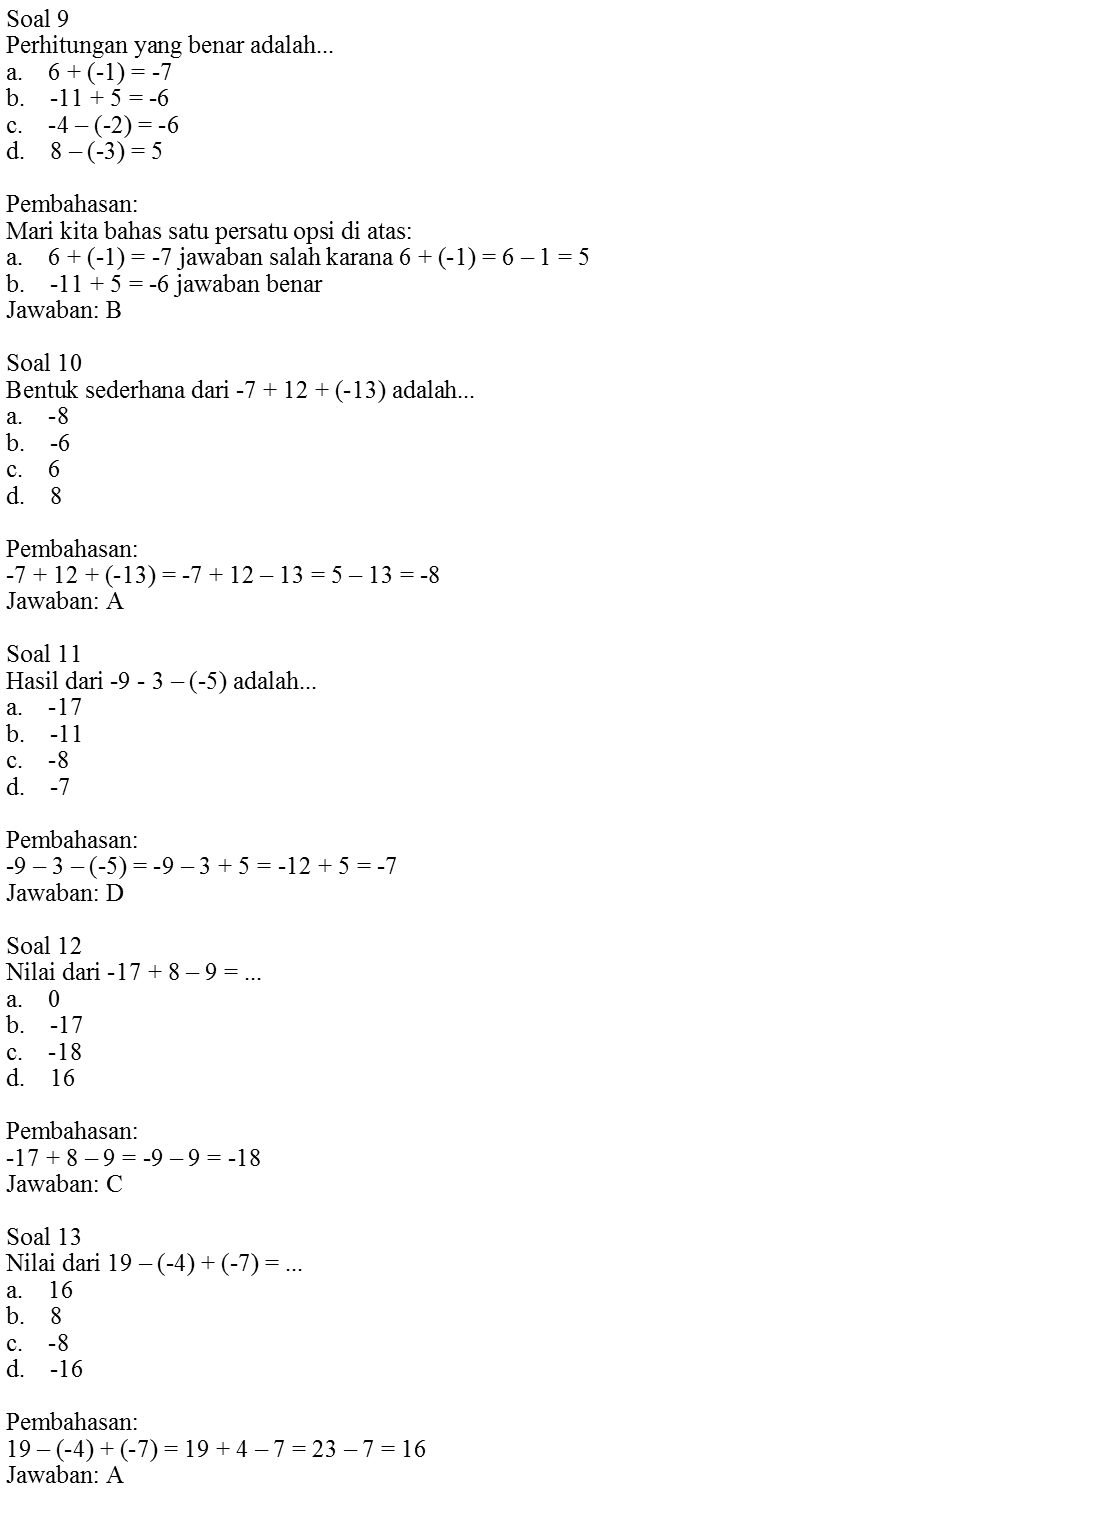 Soal 9
Perhitungan yang benar adalah...
a. 6 + (-1) = -7
b. -11 + 5 = -6
c. -4 – (-2) = -6
d. 8 – (-3) = 5
Pembahasan:
Mari kita bahas satu persatu opsi di atas:
a. 6 + (-1) = -7 jawaban salah karana 6 + (-1) = 6 – 1 = 5
b. -11 + 5 = -6 jawaban benar
Jawaban: B
Soal 10
Bentuk sederhana dari -7 + 12 + (-13) adalah...
a. -8
b. -6
c. 6
d. 8
Pembahasan:
-7 + 12 + (-13) = -7 + 12 – 13 = 5 – 13 = -8
Jawaban: A
Soal 11
Hasil dari -9 - 3 – (-5) adalah...
a. -17
b. -11
c. -8
d. -7
Pembahasan:
-9 – 3 – (-5) = -9 – 3 + 5 = -12 + 5 = -7
Jawaban: D
Soal 12
Nilai dari -17 + 8 – 9 = ...
a. 0
b. -17
c. -18
d. 16
Pembahasan:
-17 + 8 – 9 = -9 – 9 = -18
Jawaban: C
Soal 13
Nilai dari 19 – (-4) + (-7) = ...
a. 16
b. 8
c. -8
d. -16
Pembahasan:
19 – (-4) + (-7) = 19 + 4 – 7 = 23 – 7 = 16
Jawaban: A